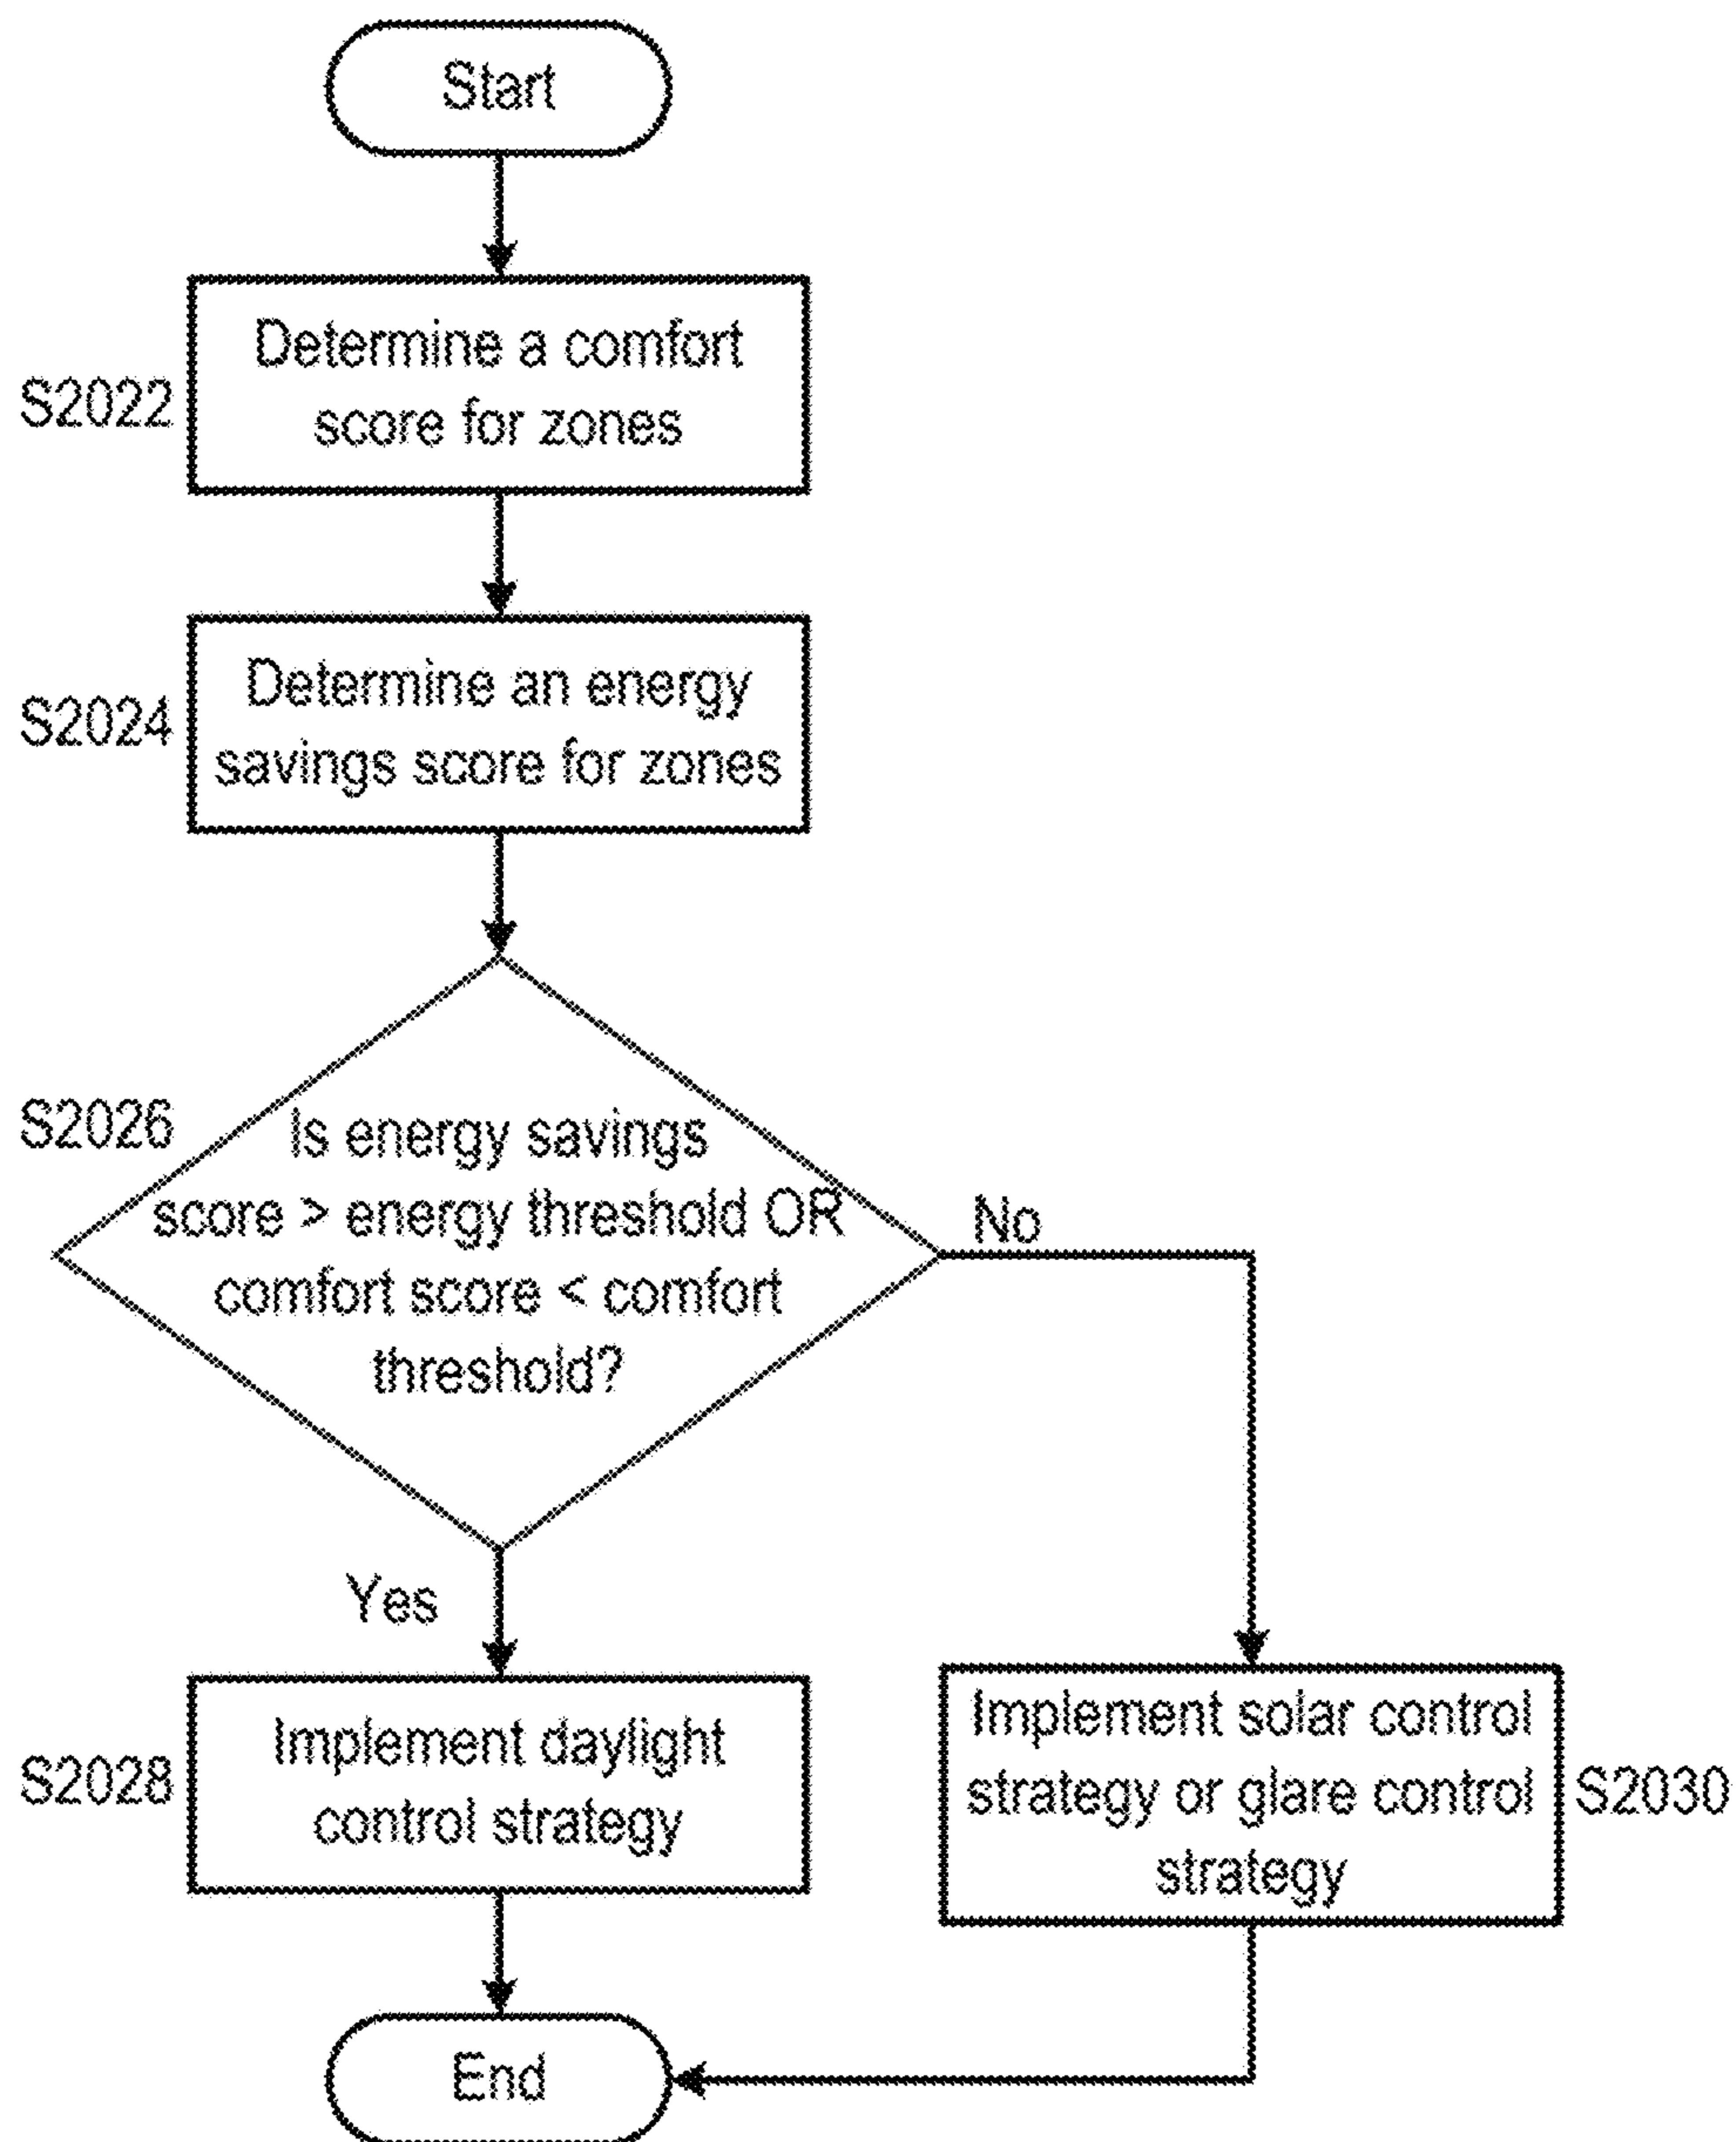 Start
S2022
Determine a comfort
score for zones
S2024
Determine an energy
savings score for zones
S2026
Is energy savings
score > energy threshold OR
comfort score < comfort
threshold?
No
Yes
S2028
Implement daylight
control strategy
Implement solar control
strategy or glare control
strategy
S2030
End